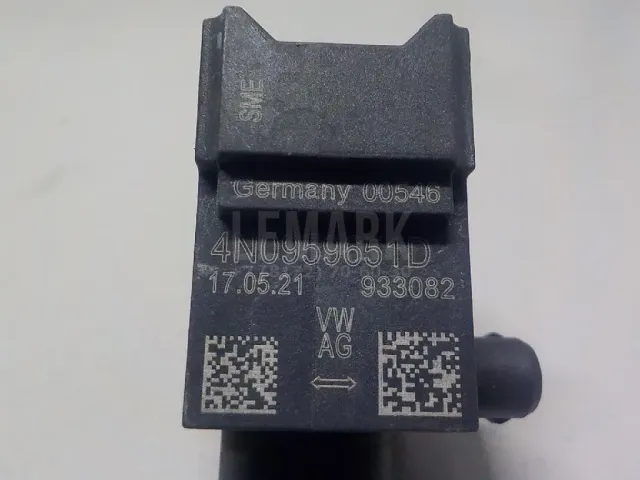 SME
Germany 00546
LEMARK
4N0959651D
17.05.21 933082
VW
AG